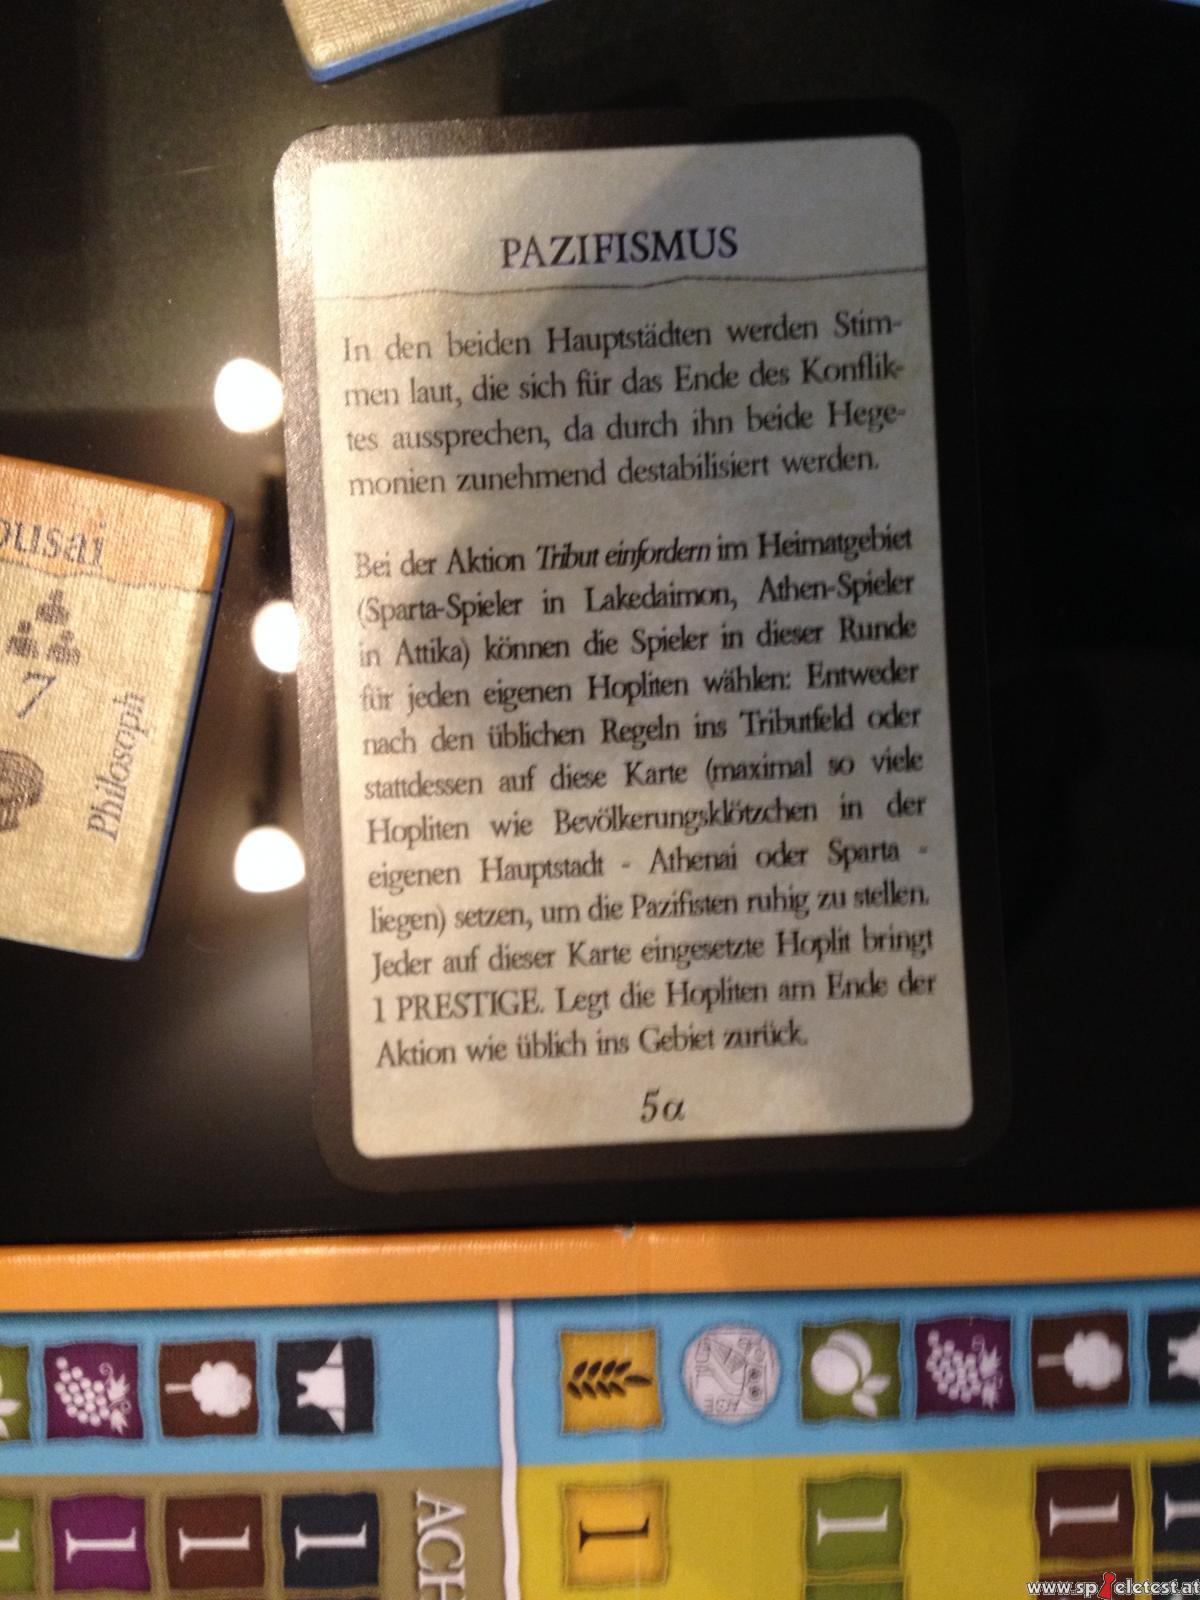 PAZIFISMUS
In den beiden Hauptstädten werden Stim-
men laut, die sich für das Ende des Konflik-
tes aussprechen, da durch ihn beide Hege-
monien zunehmend destabilisiert werden.
Bei der Aktion Tribut einfordern im Heimatgebiet
(Sparta-Spieler in Lakedaimon, Athen-Spieler
in Attika) können die Spieler in dieser Runde
für jeden eigenen Hopliten wählen: Entweder
nach den üblichen Regeln ins Tributfeld oder
stattdessen auf diese Karte (maximal so viele
Hopliten wie Bevölkerungsklötzchen in der
eigenen Hauptstadt - Athenai oder Sparta -
liegen) setzen, um die Pazifisten ruhig zu stellen.
Jeder auf dieser Karte eingesetzte Hoplit bringt
1 PRESTIGE. Legt die Hopliten am Ende der
Aktion wie üblich ins Gebiet zurück.
5α
ousai
7
Philosoph
I I I I
ACH
I I I I
www.spieletest.at